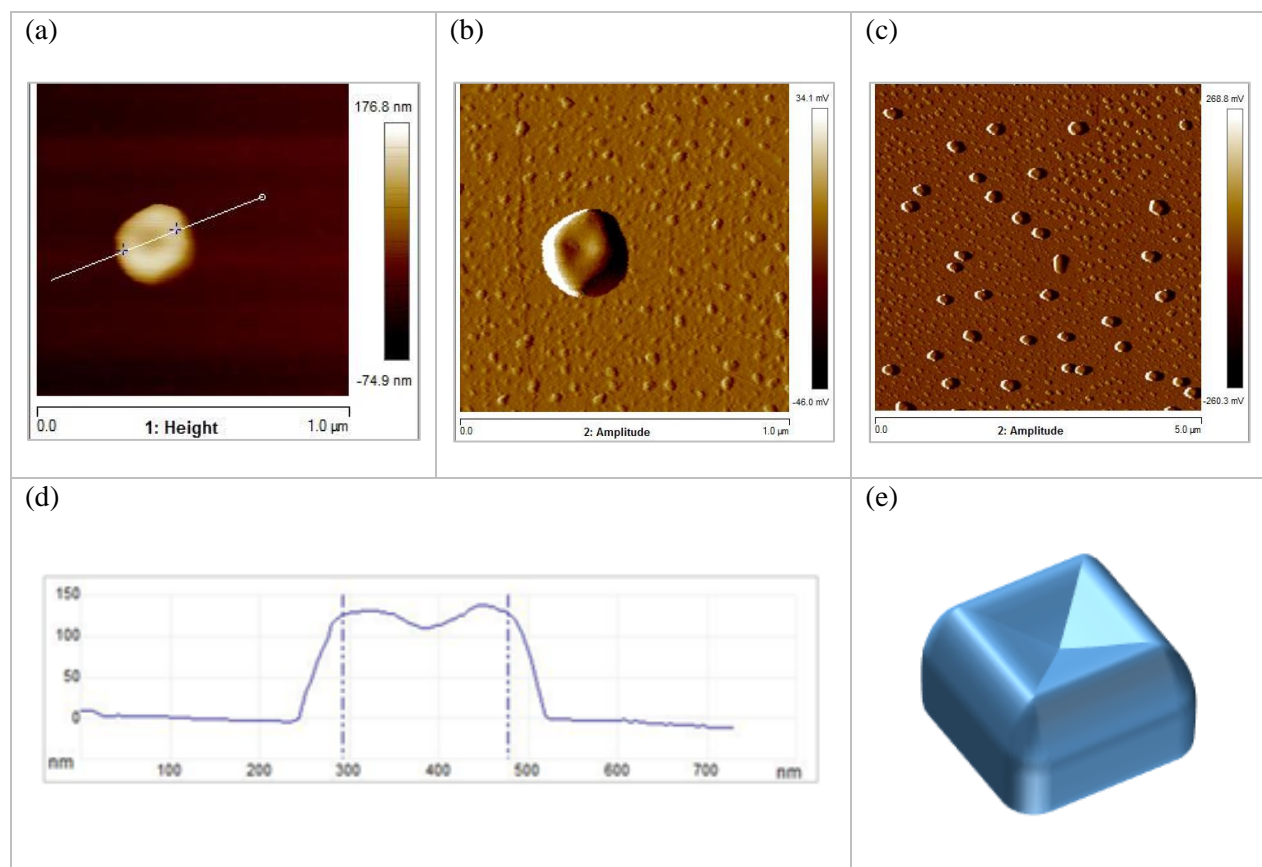 (a)
(b)
(c)
176.8 nm
-74.9 nm
0.0 1: Height 1.0 µm
34.1 mV
-46.0 mV
0.0 2: Amplitude 1.0 µm
268.8 mV
-260.3 mV
0.0 2: Amplitude 5.0 µm
(d)
(e)
150
100
50
0
nm 100 200 300 400 500 600 700 nm